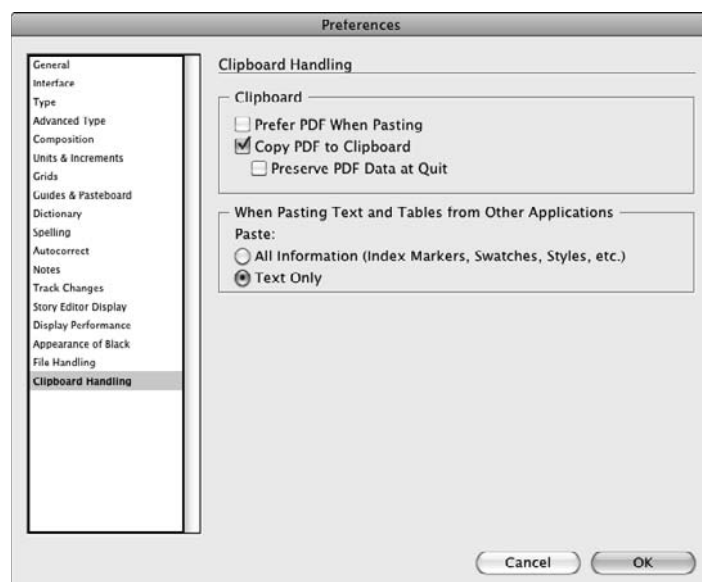 Preferences
General
Interface
Type
Advanced Type
Composition
Units & Increments
Grids
Guides & Pasteboard
Dictionary
Spelling
Autocorrect
Notes
Track Changes
Story Editor Display
Display Performance
Appearance of Black
File Handling
Clipboard Handling
Clipboard Handling
Clipboard
Prefer PDF When Pasting
Copy PDF to Clipboard
Preserve PDF Data at Quit
When Pasting Text and Tables from Other Applications
Paste:
All Information (Index Markers, Swatches, Styles, etc.)
Text Only
Cancel
OK